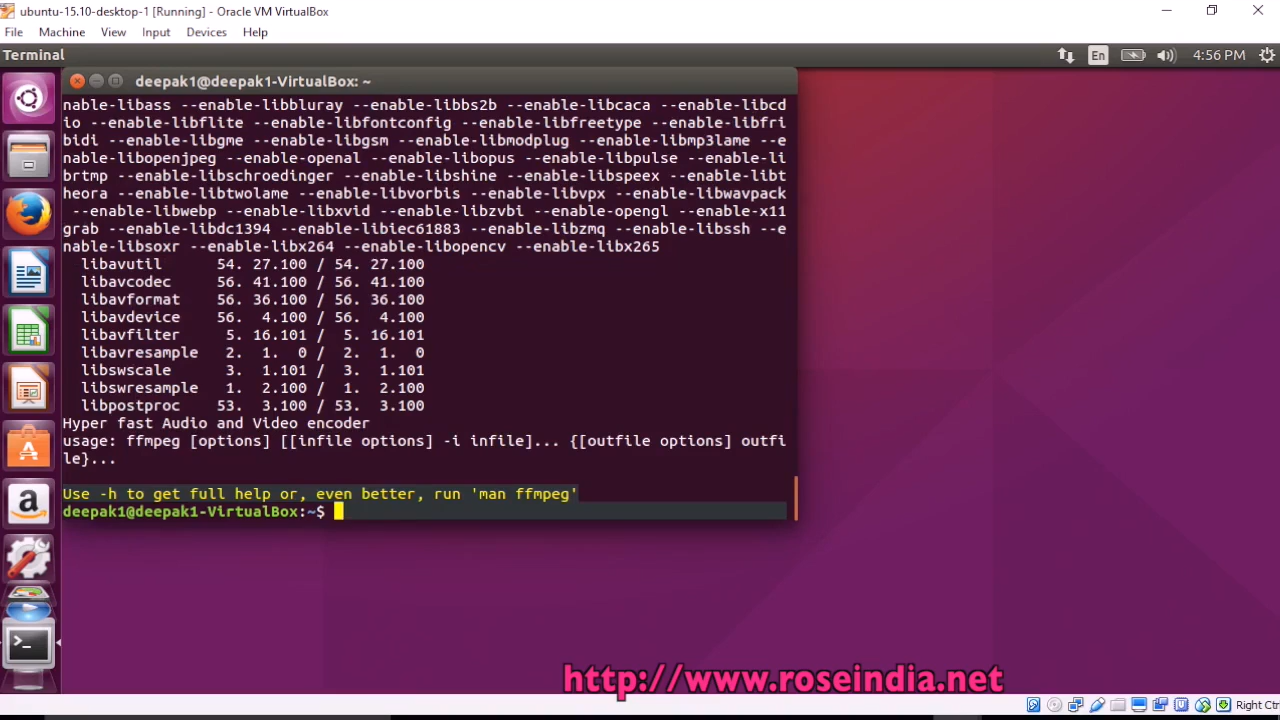 ubuntu-15.10-desktop-1 [Running] - Oracle VM VirtualBox
File Machine View Input Devices Help
Terminal En 4:56 PM
deepak1@deepak1-VirtualBox: ~
nable-libass --enable-libbluray --enable-libbs2b --enable-libcaca --enable-libcd
io --enable-libflite --enable-libfontconfig --enable-libfreetype --enable-libfri
bidi --enable-libgme --enable-libgsm --enable-libmodplug --enable-libmp3lame --e
nable-libopenjpeg --enable-openal --enable-libopus --enable-libpulse --enable-li
brtmp --enable-libschroedinger --enable-libshine --enable-libspeex --enable-libt
heora --enable-libtwolame --enable-libvorbis --enable-libvpx --enable-libwavpack
--enable-libwebp --enable-libxvid --enable-libzvbi --enable-opengl --enable-x11
grab --enable-libdc1394 --enable-libiec61883 --enable-libzmq --enable-libssh --e
nable-libsoxr --enable-libx264 --enable-libopencv --enable-libx265
libavutil 54. 27.100 / 54. 27.100
libavcodec 56. 41.100 / 56. 41.100
libavformat 56. 36.100 / 56. 36.100
libavdevice 56. 4.100 / 56. 4.100
libavfilter 5. 16.101 / 5. 16.101
libavresample 2. 1. 0 / 2. 1. 0
libswscale 3. 1.101 / 3. 1.101
libswresample 1. 2.100 / 1. 2.100
libpostproc 53. 3.100 / 53. 3.100
Hyper fast Audio and Video encoder
usage: ffmpeg [options] [[infile options] -i infile]... {[outfile options] outfi
le}...
Use -h to get full help or, even better, run 'man ffmpeg'
deepak1@deepak1-VirtualBox:~$
http://www.roseindia.net
Right Ctr